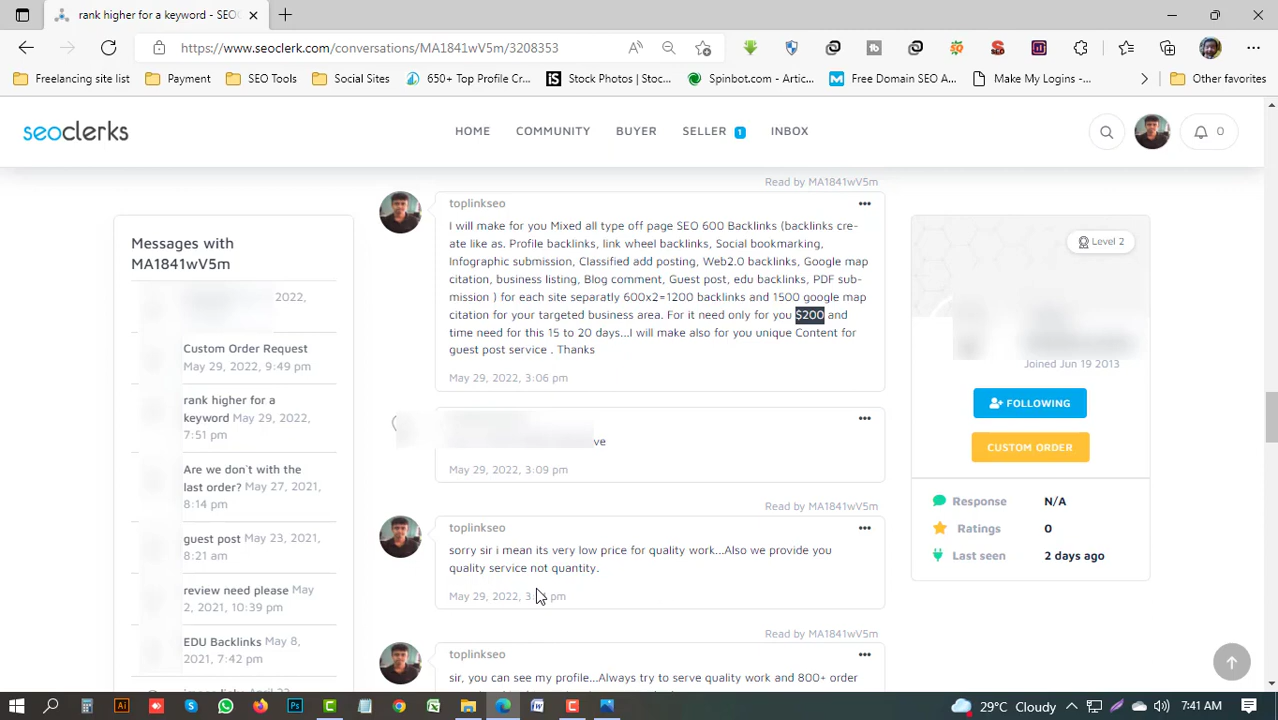 rank higher for a keyword - SEOC
https://www.seoclerk.com/conversations/MA1841wV5m/3208353
Freelancing site list
Payment
SEO Tools
Social Sites
650+ Top Profile Cr...
Stock Photos | Stoc...
Spinbot.com - Artic...
Free Domain SEO A...
Make My Logins -...
Other favorites
seoclerks
HOME
COMMUNITY
BUYER
SELLER 1
INBOX
0
Messages with
MA1841wV5m
2022,
Custom Order Request
May 29, 2022, 9:49 pm
rank higher for a
keyword May 29, 2022,
7:51 pm
Are we don't with the
last order? May 27, 2021,
8:14 pm
guest post May 23, 2021,
8:21 am
review need please May
2, 2021, 10:39 pm
EDU Backlinks May 8,
2021, 7:42 pm
Read by MA1841wV5m
toplinkseo
I will make for you Mixed all type off page SEO 600 Backlinks (backlinks cre-
ate like as. Profile backlinks, link wheel backlinks, Social bookmarking,
Infographic submission, Classified add posting, Web2.0 backlinks, Google map
citation, business listing, Blog comment, Guest post, edu backlinks, PDF sub-
mission ) for each site separatly 600x2=1200 backlinks and 1500 google map
citation for your targeted business area. For it need only for you $200 and
time need for this 15 to 20 days...I will make also for you unique Content for
guest post service . Thanks
May 29, 2022, 3:06 pm
ve
May 29, 2022, 3:09 pm
Read by MA1841wV5m
toplinkseo
sorry sir i mean its very low price for quality work...Also we provide you
quality service not quantity.
May 29, 2022, 3: pm
Read by MA1841wV5m
toplinkseo
sir, you can see my profile...Always try to serve quality work and 800+ order
Level 2
Joined Jun 19 2013
FOLLOWING
CUSTOM ORDER
Response N/A
Ratings 0
Last seen 2 days ago
29°C Cloudy
7:41 AM